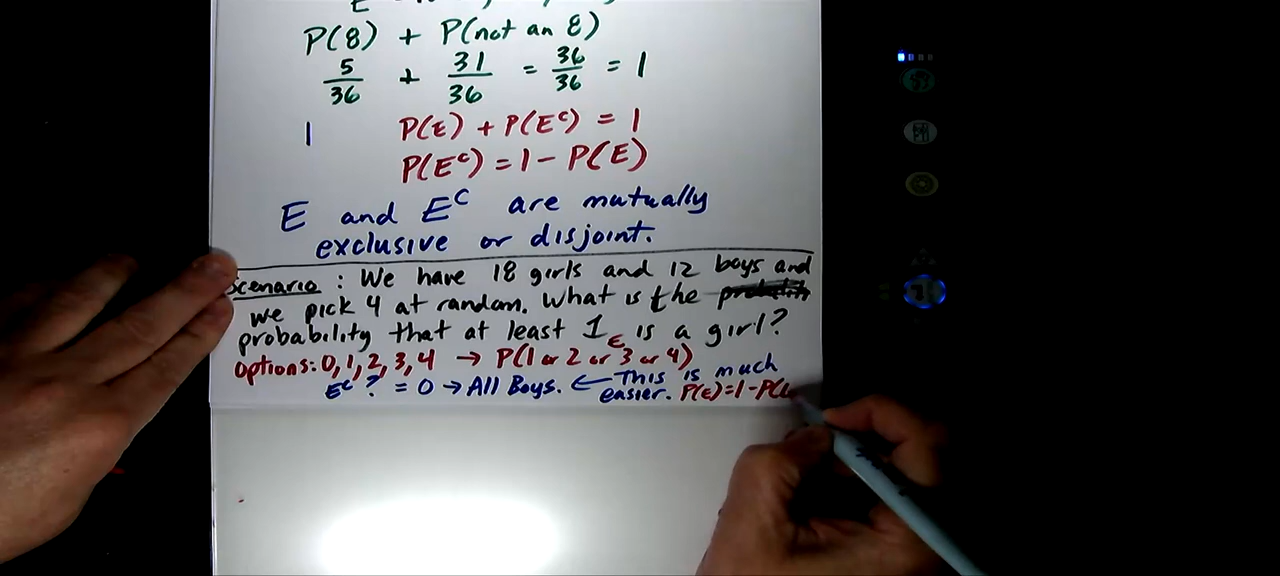 P(8) + P(not an 8)
5/36 + 31/36 = 36/36 = 1
1 P(E) + P(E^c) = 1
P(E^c) = 1 - P(E)
E and E^c are mutually
exclusive or disjoint.
Scenario: We have 18 girls and 12 boys and
we pick 4 at random. What is the
probability that at least 1 is a girl?
E
Options: 0, 1, 2, 3, 4 → P(1 or 2 or 3 or 4)
E^c ? = 0 → All Boys. ← This is much
easier. P(E)=1-P(